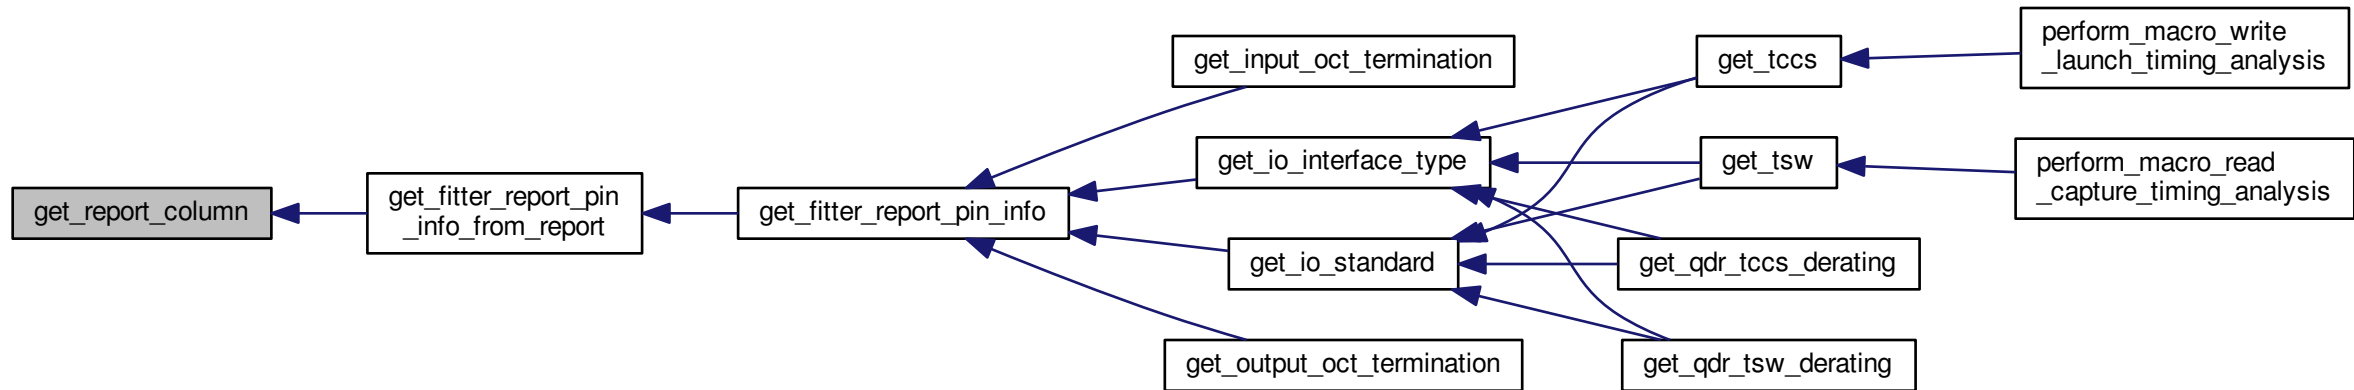 get_report_column
get_fitter_report_pin
_info_from_report
get_fitter_report_pin_info
get_input_oct_termination
get_io_interface_type
get_io_standard
get_output_oct_termination
get_tccs
get_tsw
get_qdr_tccs_derating
get_qdr_tsw_derating
perform_macro_write
_launch_timing_analysis
perform_macro_read
_capture_timing_analysis